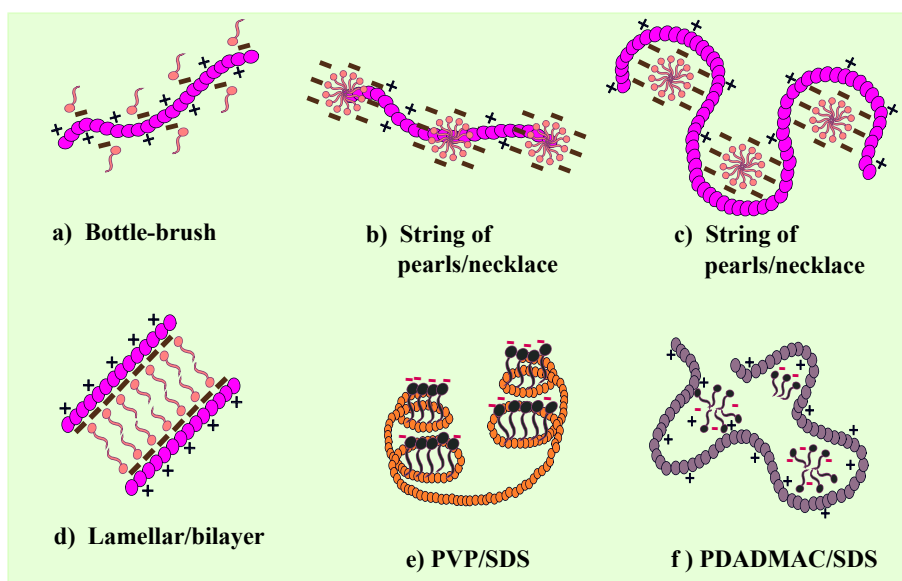 a) Bottle-brush
b) String of
pearls/necklace
c) String of
pearls/necklace
d) Lamellar/bilayer
e) PVP/SDS
f ) PDADMAC/SDS